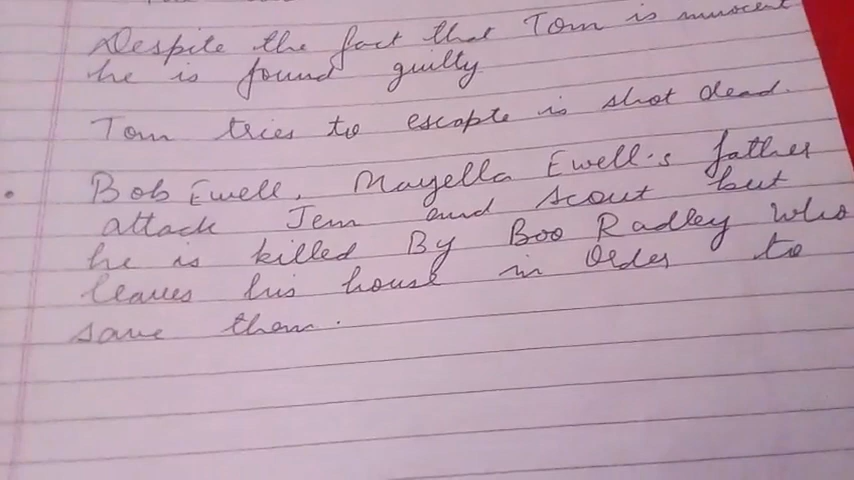 Despite the fact that Tom is innocent
he is found guilty
Tom tries to escapte is shot dead.
Bob Ewell, Mayella Ewell's father
attack Jem and Scout but
he is killed By Boo Radley who
leaves his house in Order to
save them.